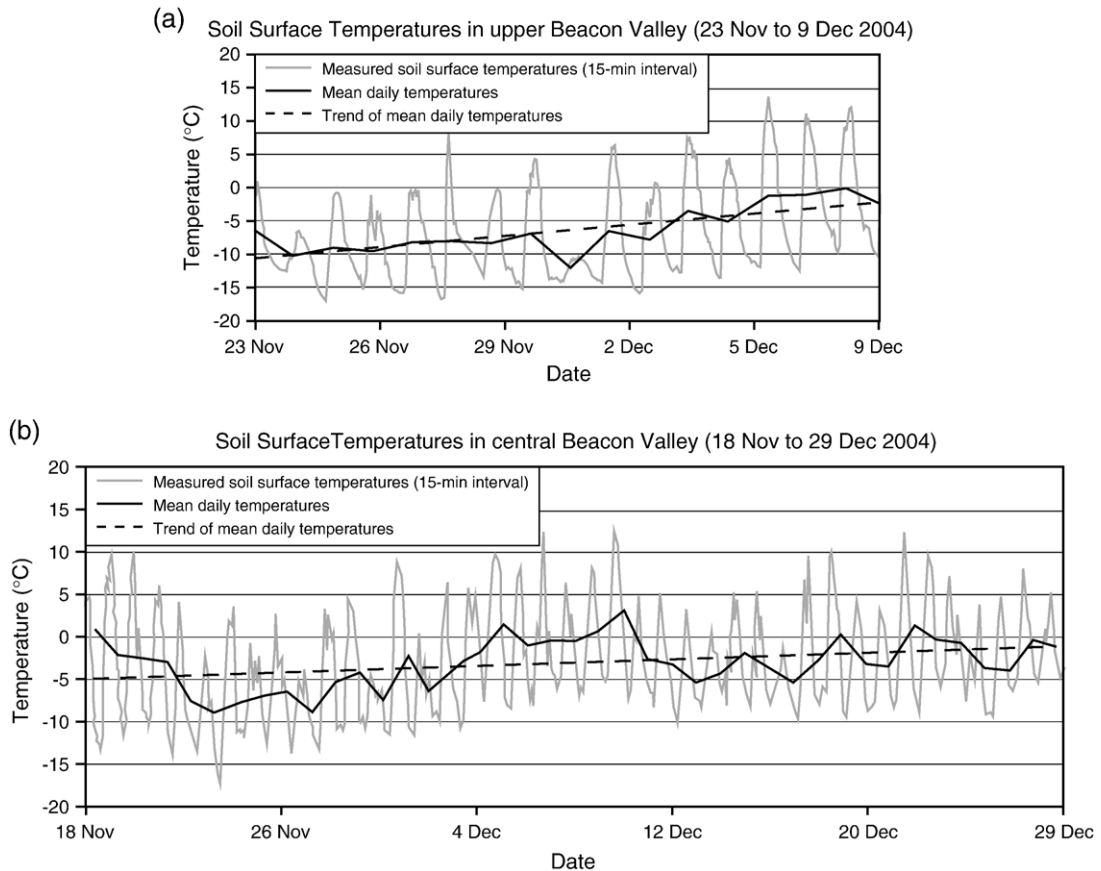 (a)
Soil Surface Temperatures in upper Beacon Valley (23 Nov to 9 Dec 2004)
Measured soil surface temperatures (15-min interval)
Mean daily temperatures
Trend of mean daily temperatures
Temperature (°C)
20
15
10
5
0
-5
-10
-15
-20
23 Nov 26 Nov 29 Nov 2 Dec 5 Dec 9 Dec
Date
(b)
Soil SurfaceTemperatures in central Beacon Valley (18 Nov to 29 Dec 2004)
Measured soil surface temperatures (15-min interval)
Mean daily temperatures
Trend of mean daily temperatures
Temperature (°C)
20
15
10
5
0
-5
-10
-15
-20
18 Nov 26 Nov 4 Dec 12 Dec 20 Dec 29 Dec
Date